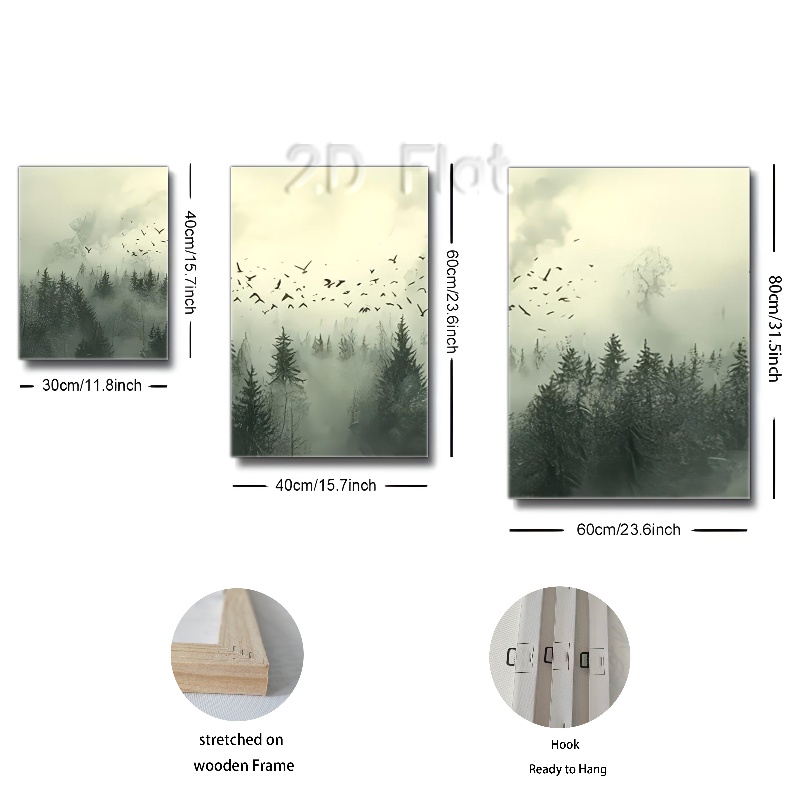 2D Flat
40cm/15.7inch
60cm/23.6inch
80cm/31.5inch
30cm/11.8inch
40cm/15.7inch
60cm/23.6inch
stretched on
wooden Frame
Hook
Ready to Hang